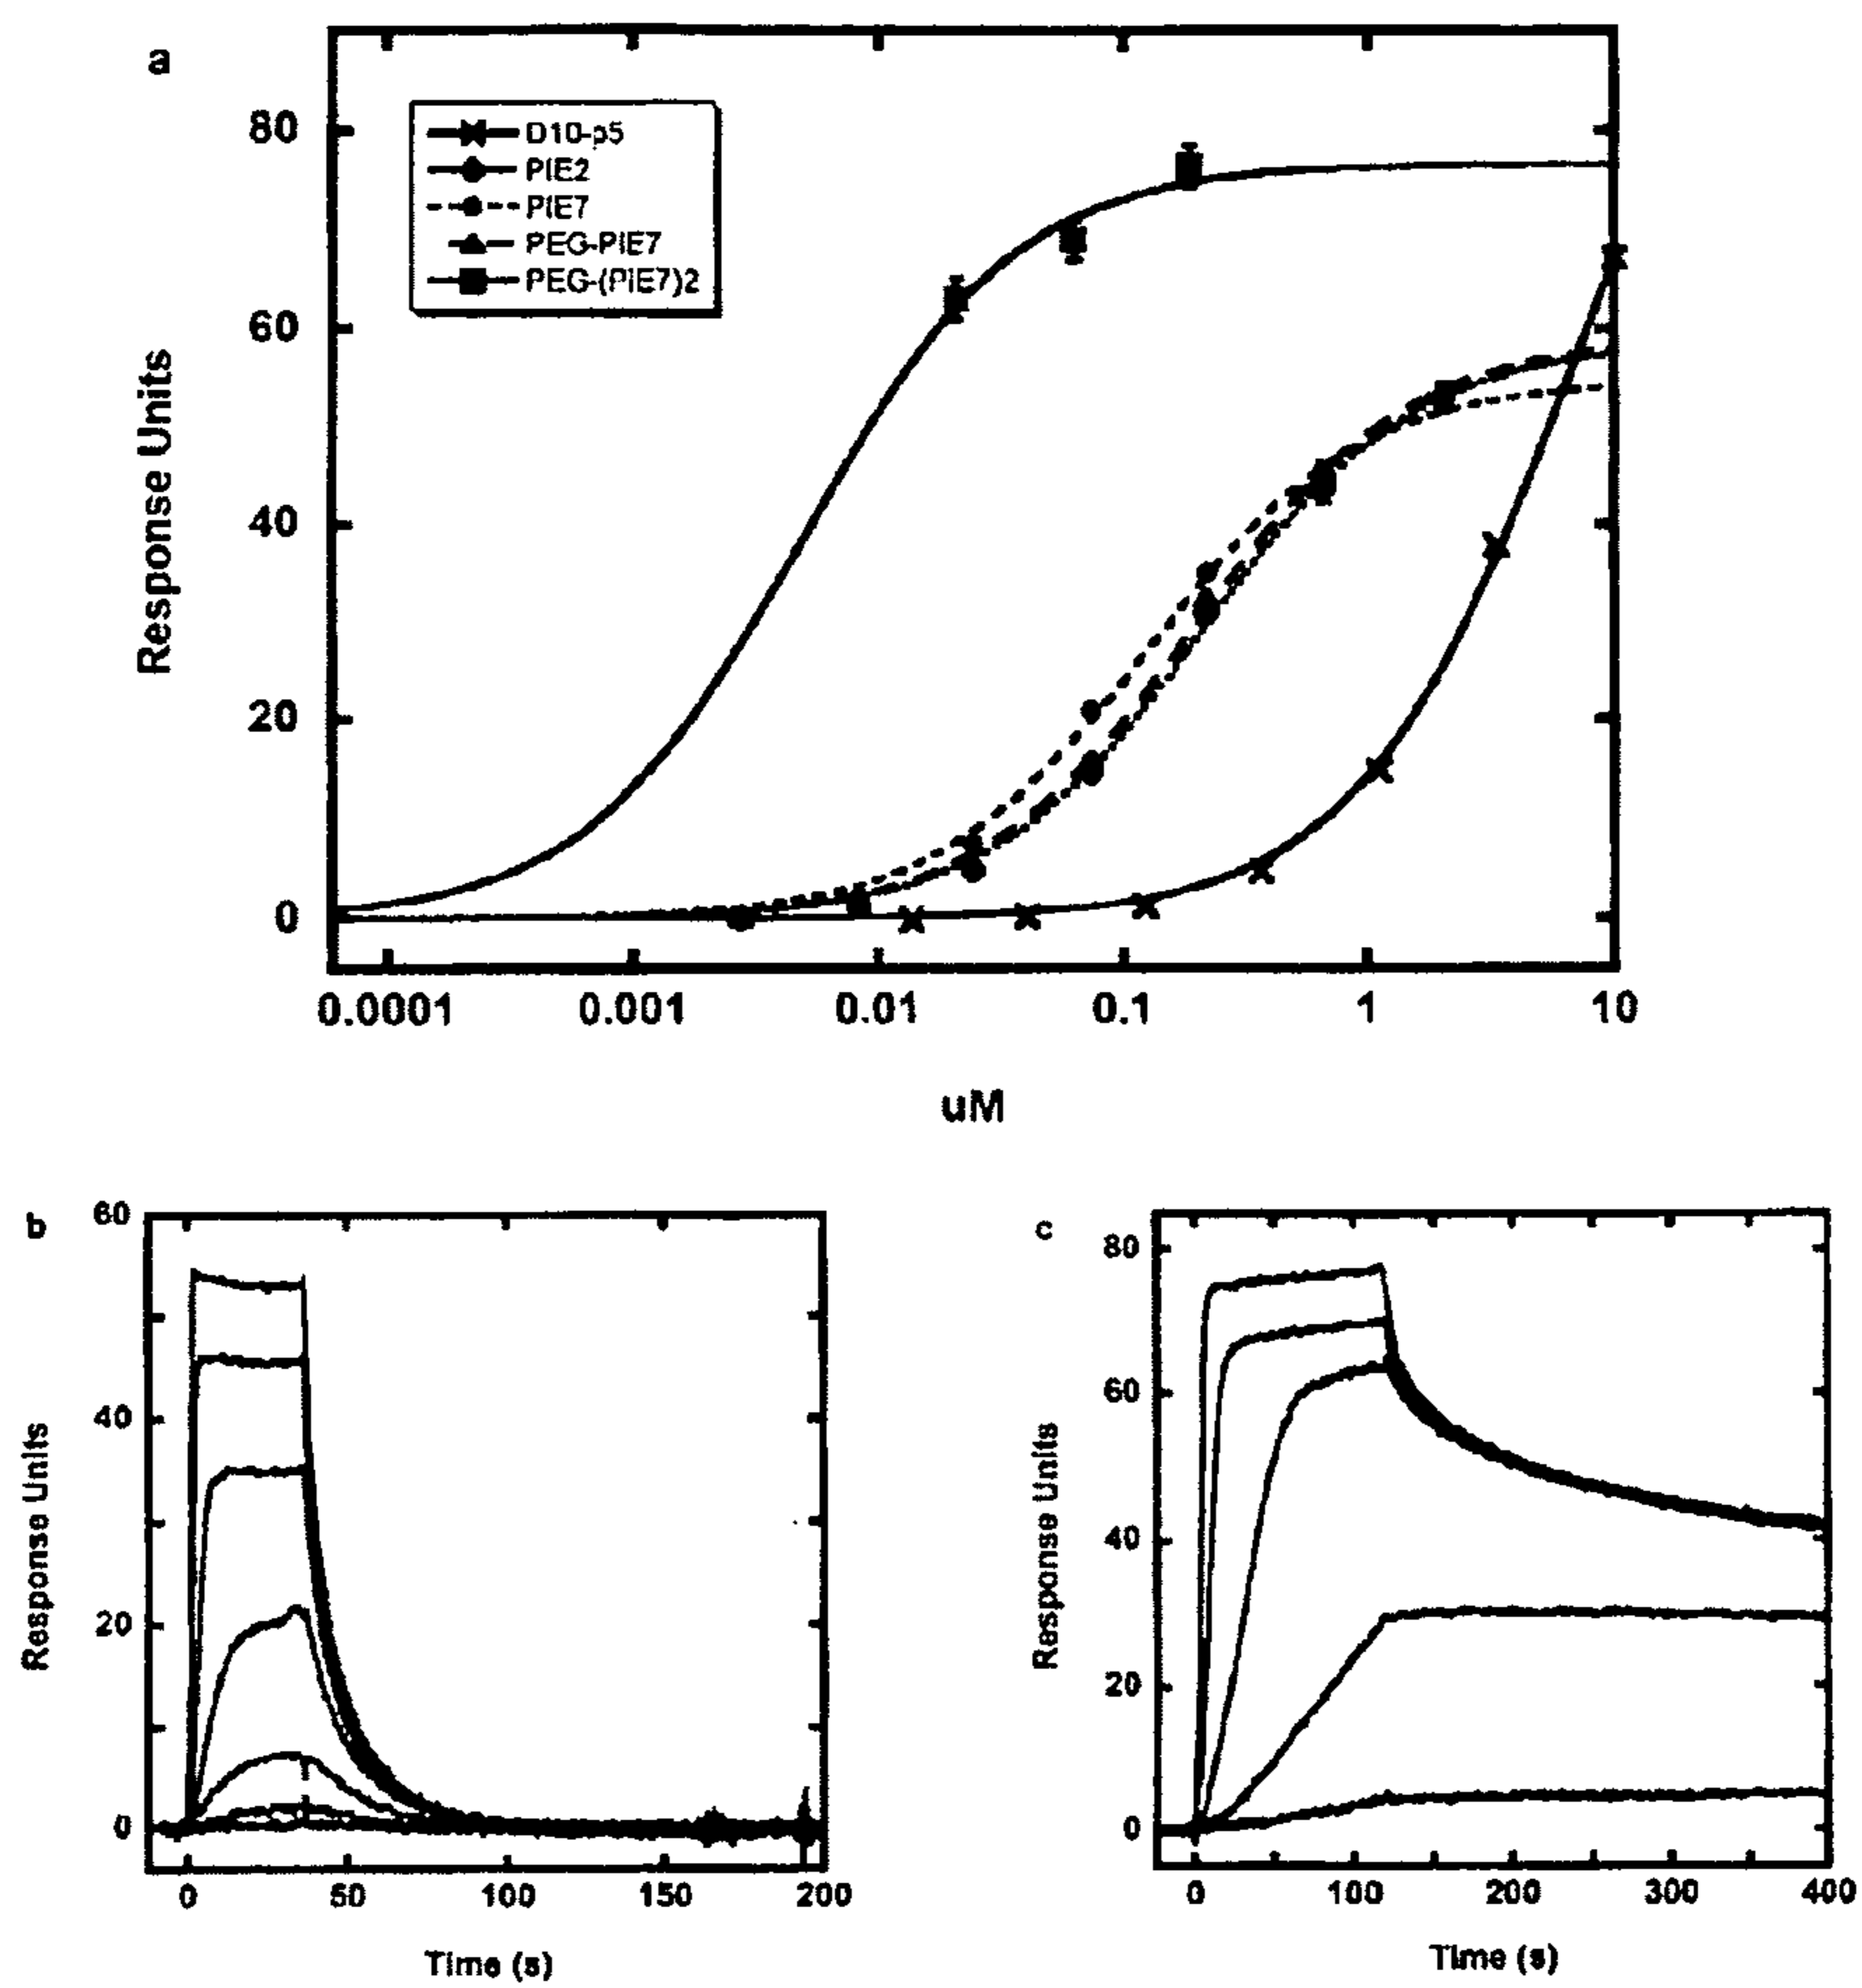 a
80
60
40
20
0
Response Units
D10-p5
PIE2
PIE7
PEG-PIE7
PEG-(PIE7)2
0.0001 0.001 0.01 0.1 1 10
uM
b
60
40
20
0
Response Units
0 50 100 150 200
Time (s)
c
80
60
40
20
0
Response Units
0 100 200 300 400
Time (s)